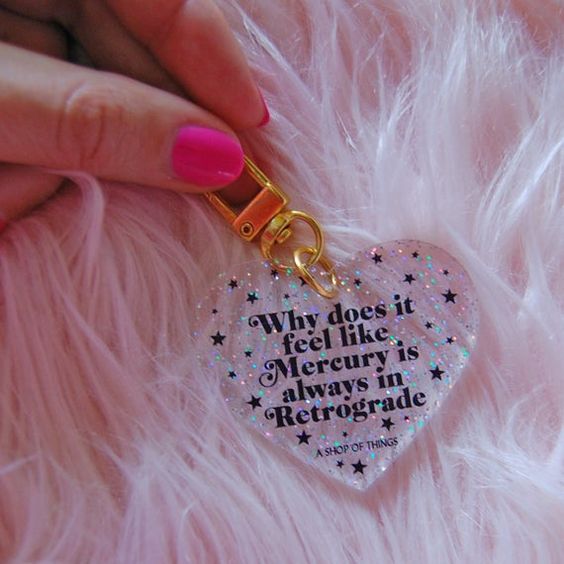 Why does it
feel like
Mercury is
always in
Retrograde
A SHOP OF THINGS